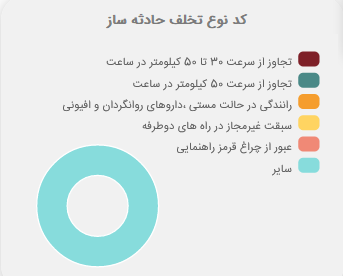 کد نوع تخلف حادثه ساز
تجاوز از سرعت ۳۰ تا ۵۰ کیلومتر در ساعت
تجاوز از سرعت ۵۰ کیلومتر در ساعت
رانندگی در حالت مستی ،داروهای روانگردان و افیونی
سبقت غیرمجاز در راه های دوطرفه
عبور از چراغ قرمز راهنمایی
سایر